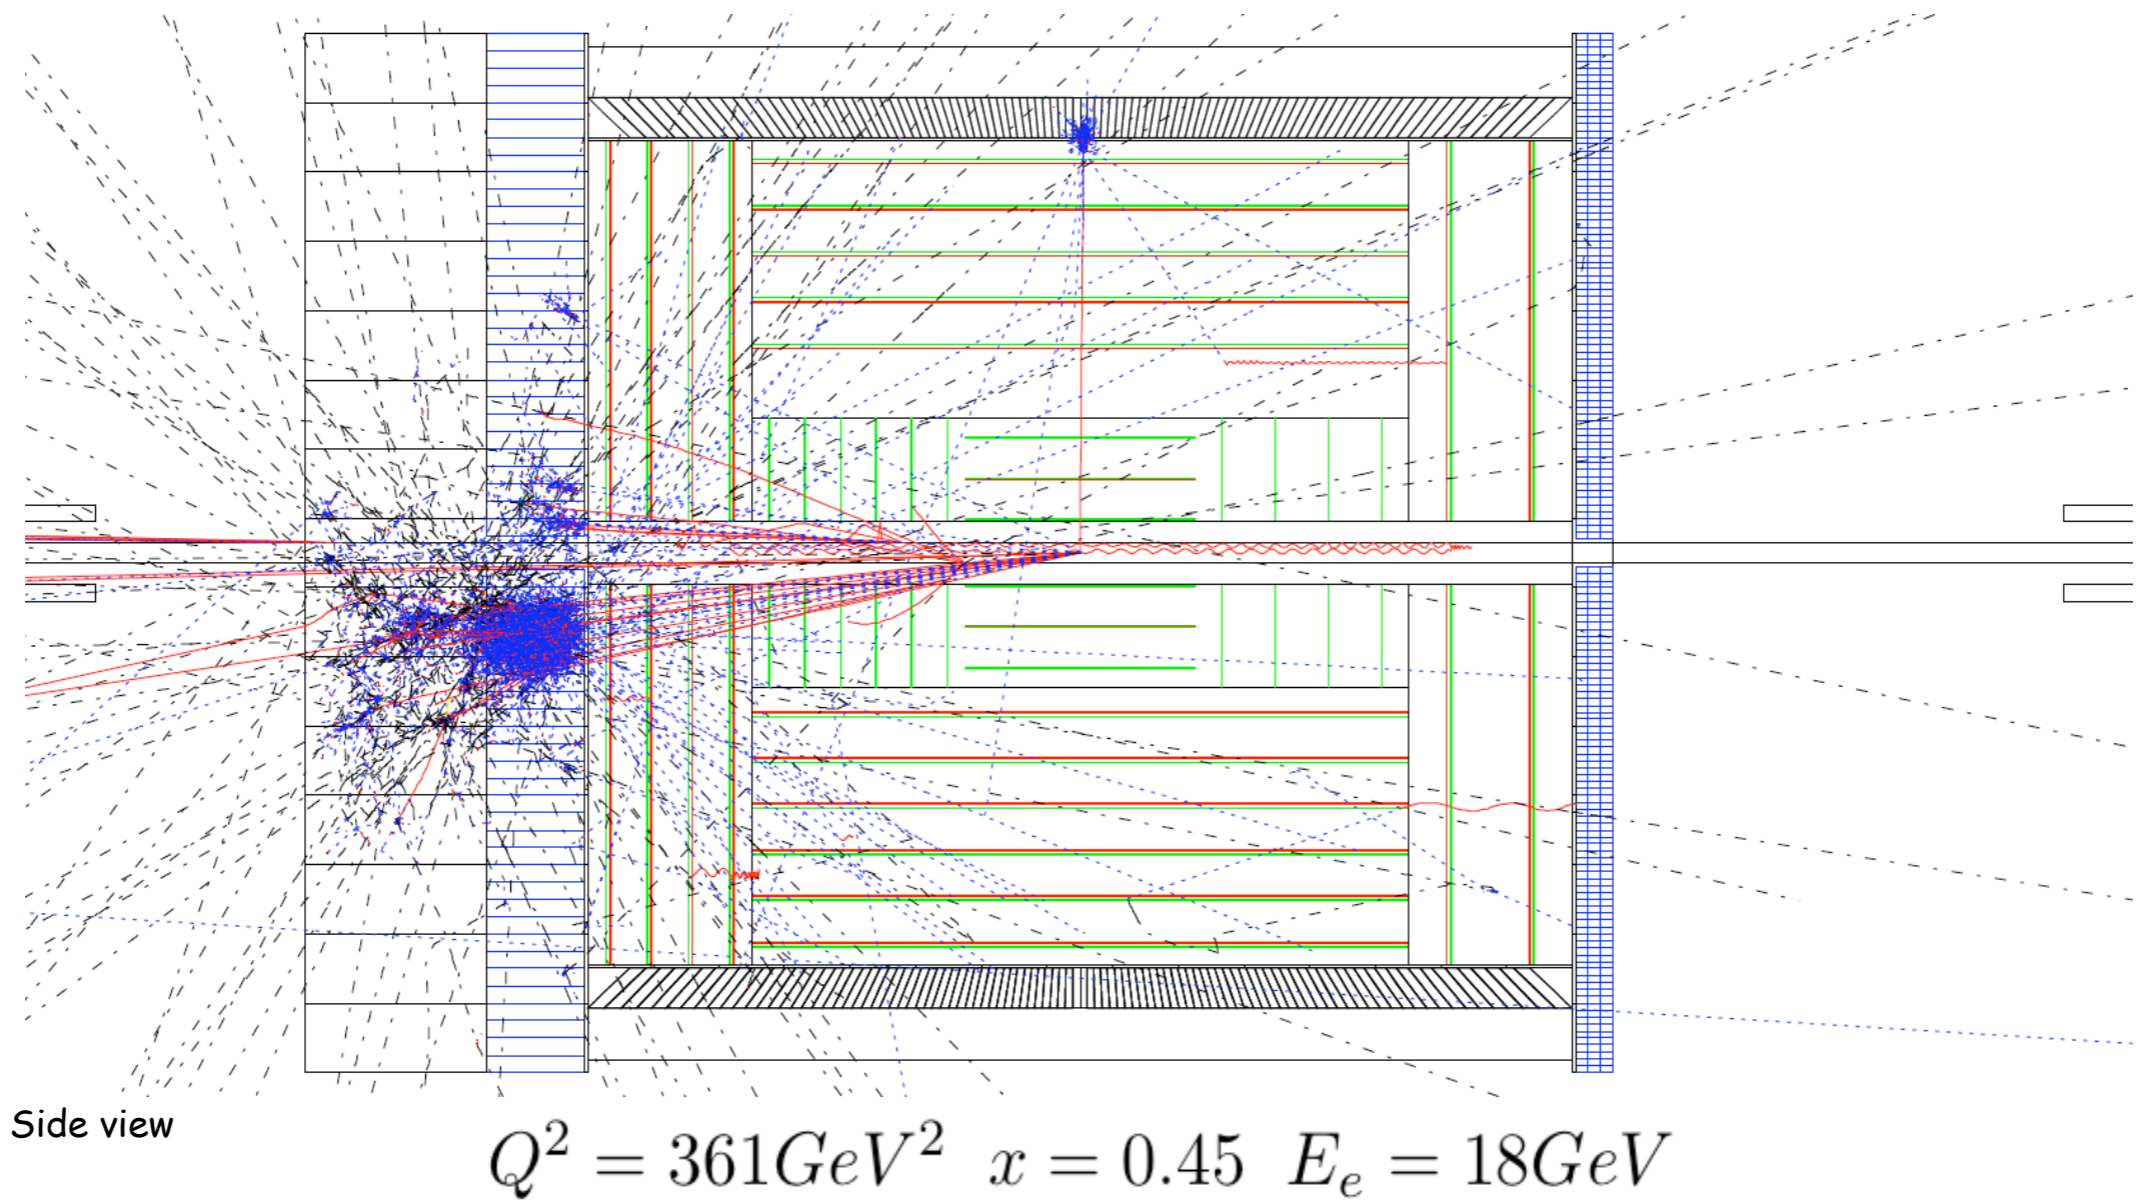 Side view
Q² = 361GeV² x = 0.45 E_e = 18GeV